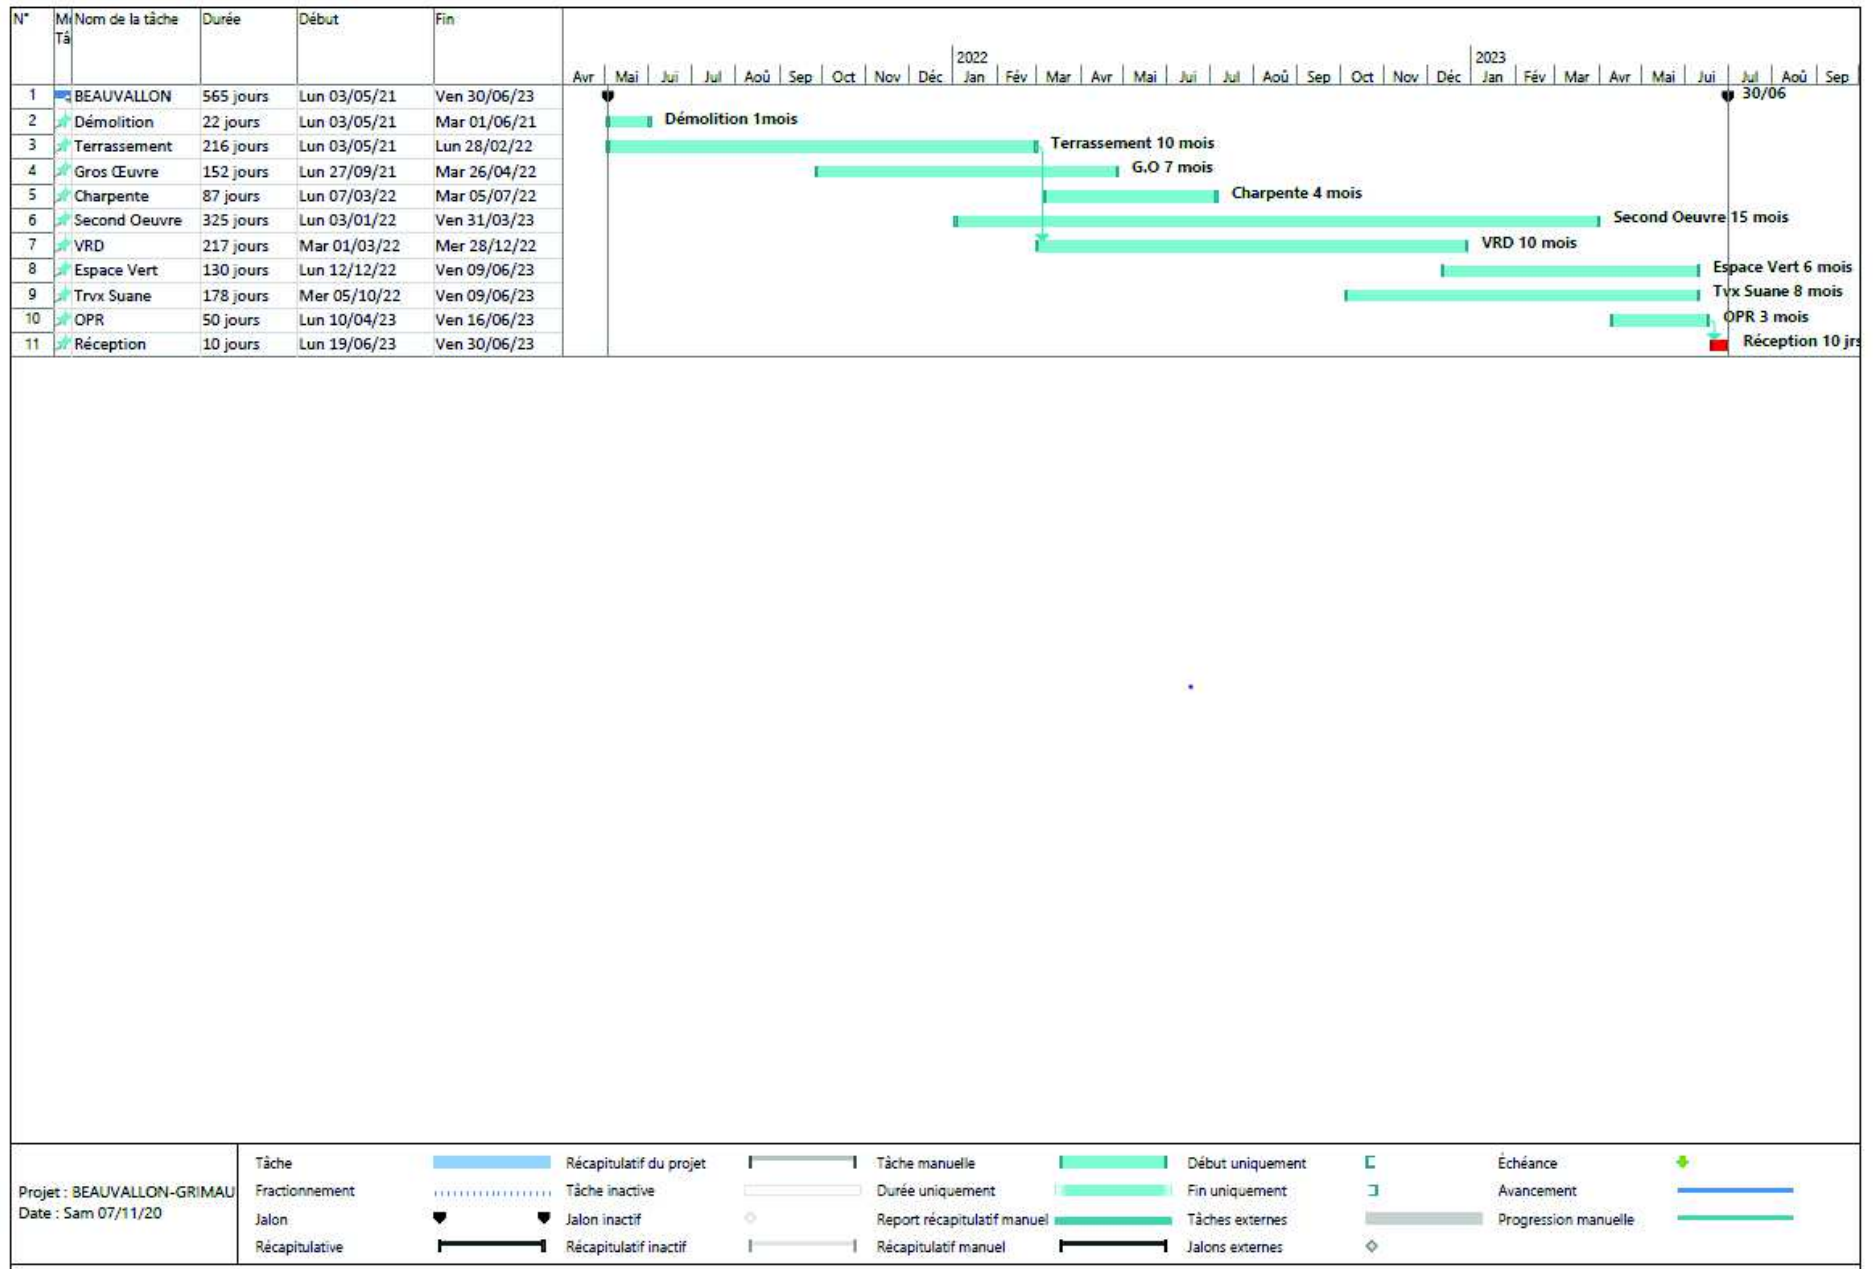 N° Mo Nom de la tâche Durée Début Fin
Tâ
2022 2023
Avr Mai Jui Jul Aoû Sep Oct Nov Déc Jan Fév Mar Avr Mai Jui Jul Aoû Sep Oct Nov Déc Jan Fév Mar Avr Mai Jui Jul Aoû Sep
1 BEAUVALLON 565 jours Lun 03/05/21 Ven 30/06/23 30/06
2 Démolition 22 jours Lun 03/05/21 Mar 01/06/21 Démolition 1mois
3 Terrassement 216 jours Lun 03/05/21 Lun 28/02/22 Terrassement 10 mois
4 Gros Œuvre 152 jours Lun 27/09/21 Mar 26/04/22 G.O 7 mois
5 Charpente 87 jours Lun 07/03/22 Mar 05/07/22 Charpente 4 mois
6 Second Oeuvre 325 jours Lun 03/01/22 Ven 31/03/23 Second Oeuvre 15 mois
7 VRD 217 jours Mar 01/03/22 Mer 28/12/22 VRD 10 mois
8 Espace Vert 130 jours Lun 12/12/22 Ven 09/06/23 Espace Vert 6 mois
9 Trvx Suane 178 jours Mer 05/10/22 Ven 09/06/23 Tvx Suane 8 mois
10 OPR 50 jours Lun 10/04/23 Ven 16/06/23 OPR 3 mois
11 Réception 10 jours Lun 19/06/23 Ven 30/06/23 Réception 10 jrs
Projet : BEAUVALLON-GRIMAU
Date : Sam 07/11/20
Tâche Récapitulatif du projet Tâche manuelle Début uniquement Échéance
Fractionnement Tâche inactive Durée uniquement Fin uniquement Avancement
Jalon Jalon inactif Report récapitulatif manuel Tâches externes Progression manuelle
Récapitulative Récapitulatif inactif Récapitulatif manuel Jalons externes